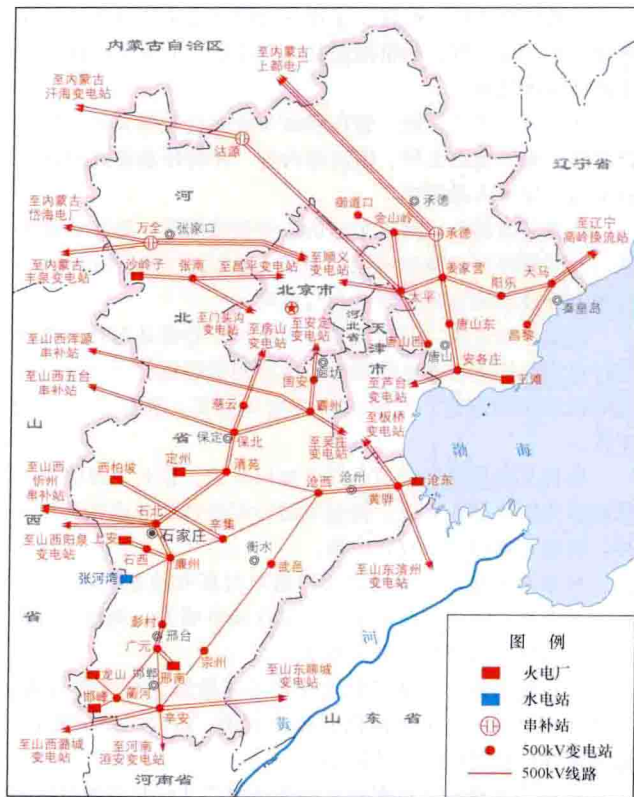 内蒙古自治区
至内蒙古
汗海变电站
至内蒙古
上都电厂
辽宁省
沽源
河
御道口
承德
金山岭
承德
至辽宁
高岭换流站
至内蒙古
岱海电厂
万全
张家口
至顺义
变电站
姜家营
天马
沙岭子
张南
至昌平变电站
北京市
太平
阳乐
秦皇岛
至内蒙古
丰泉变电站
北
至门头沟
变电站
至房山
变电站
至安定
变电站
河
北
省
天
津
市
唐山西
唐山东
昌黎
唐山
安各庄
至山西浑源
串补站
固安
廊坊
至芦台
变电站
王滩
至山西五台
串补站
慈云
霸州
至板桥
变电站
渤 海
山
省
保定
保北
至吴庄
变电站
至山西
忻州
串补站
西柏坡
定州
清苑
沧西
沧州
黄骅
沧东
西
石北
石家庄
辛集
至山西阳泉
变电站
上安
石西
廉州
衡水
武邑
至山东滨州
变电站
张河湾
省
彭村
邢台
广元
宗州
河
图 例
龙山
邯郸
邢南
至山东聊城
变电站
火电厂
水电站
邯峰
蔺河
辛安
黄
山 东 省
串补站
至山西潞城
变电站
至河南
洹安变电站
500kV变电站
河南省
500kV线路